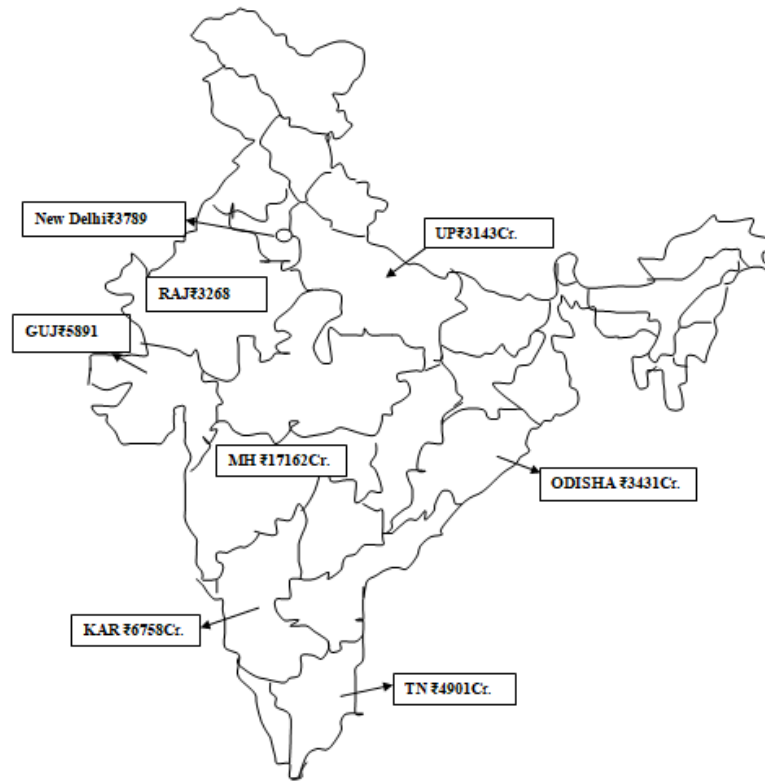 New Delhi₹3789
UP₹3143Cr.
RAJ₹3268
GUJ₹5891
MH ₹17162Cr.
ODISHA ₹3431Cr.
KAR ₹6758Cr.
TN ₹4901Cr.